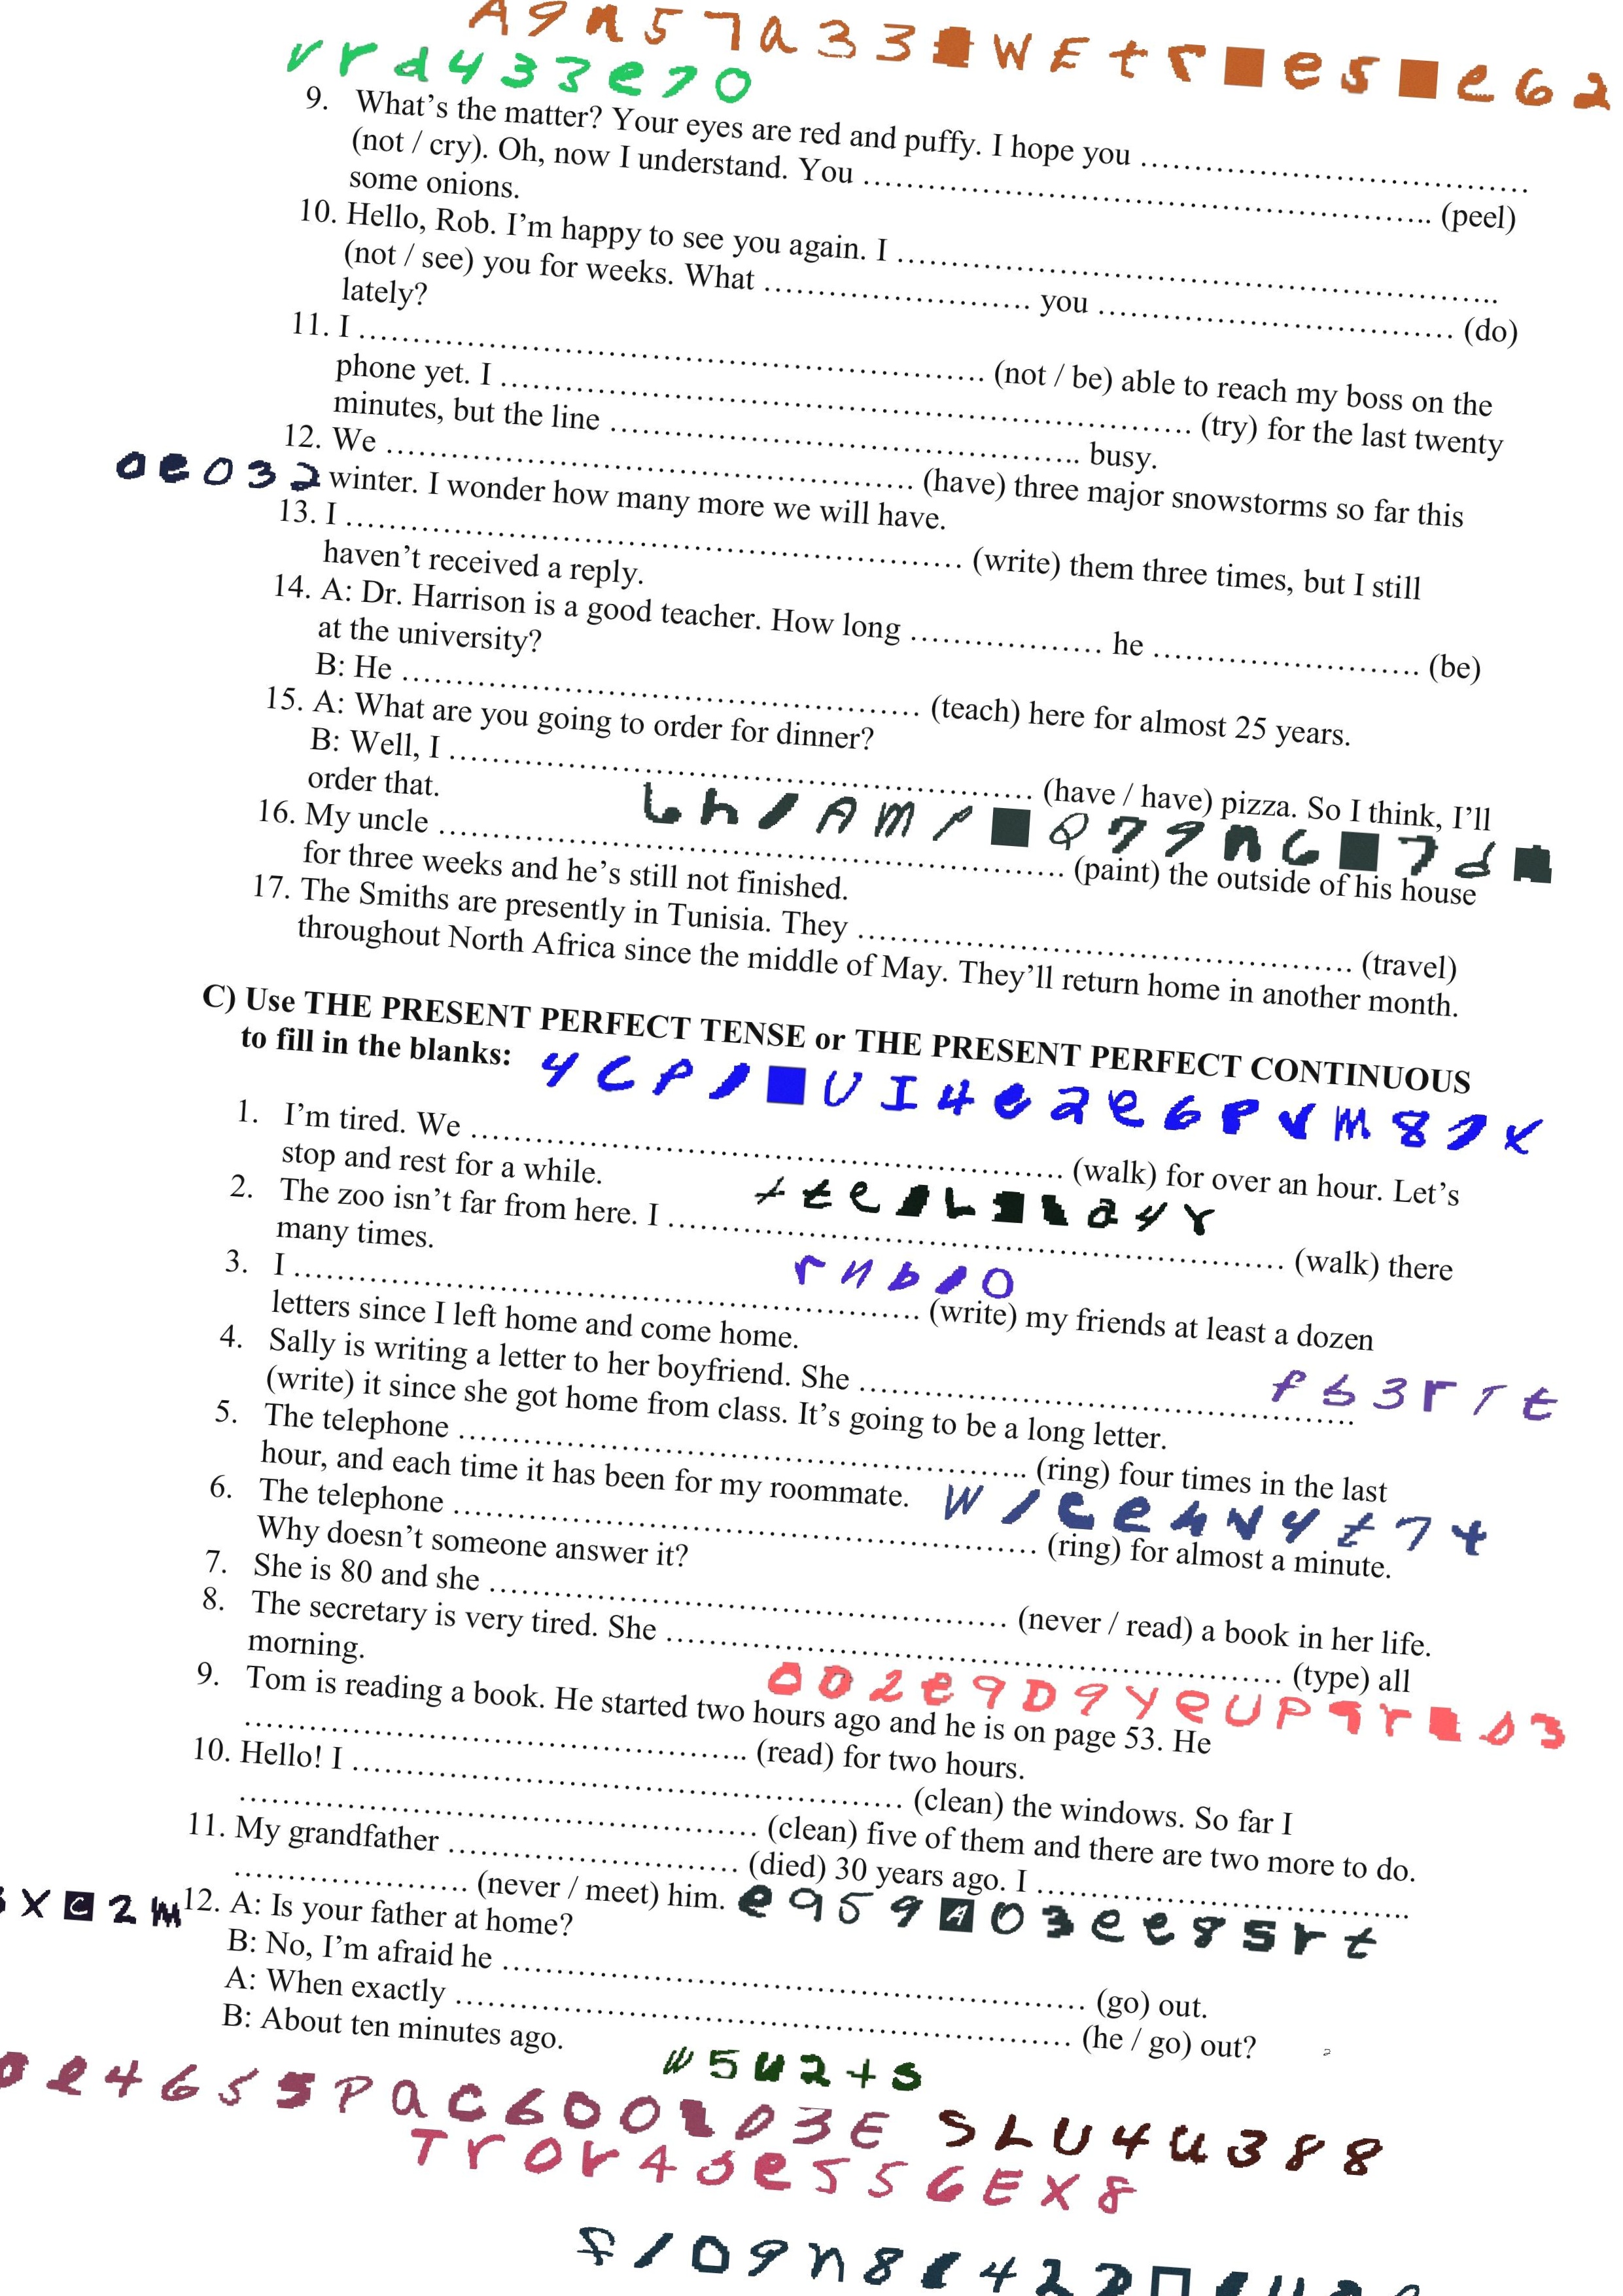 9. What's the matter? Your eyes are red and puffy. I hope you ……………………………
(not / cry). Oh, now I understand. You …………………………………………… (peel)
some onions.
10. Hello, Rob. I'm happy to see you again. I ……………………………………………
(not / see) you for weeks. What …………………… you …………………………… (do)
lately?
11. I ………………………………………………… (not / be) able to reach my boss on the
phone yet. I ……………………………………………………… (try) for the last twenty
minutes, but the line …………………………………… busy.
12. We ………………………………………… (have) three major snowstorms so far this
winter. I wonder how many more we will have.
13. I ……………………………………………… (write) them three times, but I still
haven't received a reply.
14. A: Dr. Harrison is a good teacher. How long ……………… he …………………… (be)
at the university?
B: He ………………………………………… (teach) here for almost 25 years.
15. A: What are you going to order for dinner?
B: Well, I ……………………………………………… (have / have) pizza. So I think, I'll
order that.
16. My uncle ………………………………………………… (paint) the outside of his house
for three weeks and he's still not finished.
17. The Smiths are presently in Tunisia. They ……………………………………… (travel)
throughout North Africa since the middle of May. They'll return home in another month.
C) Use THE PRESENT PERFECT TENSE or THE PRESENT PERFECT CONTINUOUS
to fill in the blanks:
1. I'm tired. We ……………………………………………… (walk) for over an hour. Let's
stop and rest for a while.
2. The zoo isn't far from here. I ………………………………………………… (walk) there
many times.
3. I ………………………………………………… (write) my friends at least a dozen
letters since I left home and come home.
4. Sally is writing a letter to her boyfriend. She ………………………………………
(write) it since she got home from class. It's going to be a long letter.
5. The telephone …………………………………………… (ring) four times in the last
hour, and each time it has been for my roommate.
6. The telephone ……………………………………………… (ring) for almost a minute.
Why doesn't someone answer it?
7. She is 80 and she ………………………………………… (never / read) a book in her life.
8. The secretary is very tired. She ………………………………………………… (type) all
morning.
9. Tom is reading a book. He started two hours ago and he is on page 53. He
……………………………………… (read) for two hours.
10. Hello! I …………………………………………… (clean) the windows. So far I
………………………………………… (clean) five of them and there are two more to do.
11. My grandfather ……………………… (died) 30 years ago. I ……………………………
………………… (never / meet) him.
12. A: Is your father at home?
B: No, I'm afraid he ……………………………………………… (go) out.
A: When exactly ………………………………………………… (he / go) out?
B: About ten minutes ago.
vrd433e70
oe032
rnb10
w5u2+s
SLU4U388